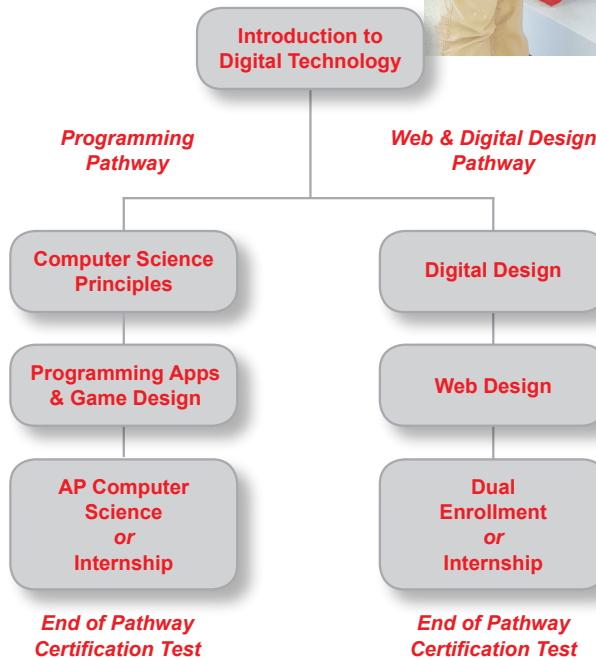 Introduction to
Digital Technology
Programming
Pathway
Web & Digital Design
Pathway
Computer Science
Principles
Digital Design
Programming Apps
& Game Design
Web Design
AP Computer
Science
or
Internship
Dual
Enrollment
or
Internship
End of Pathway
Certification Test
End of Pathway
Certification Test